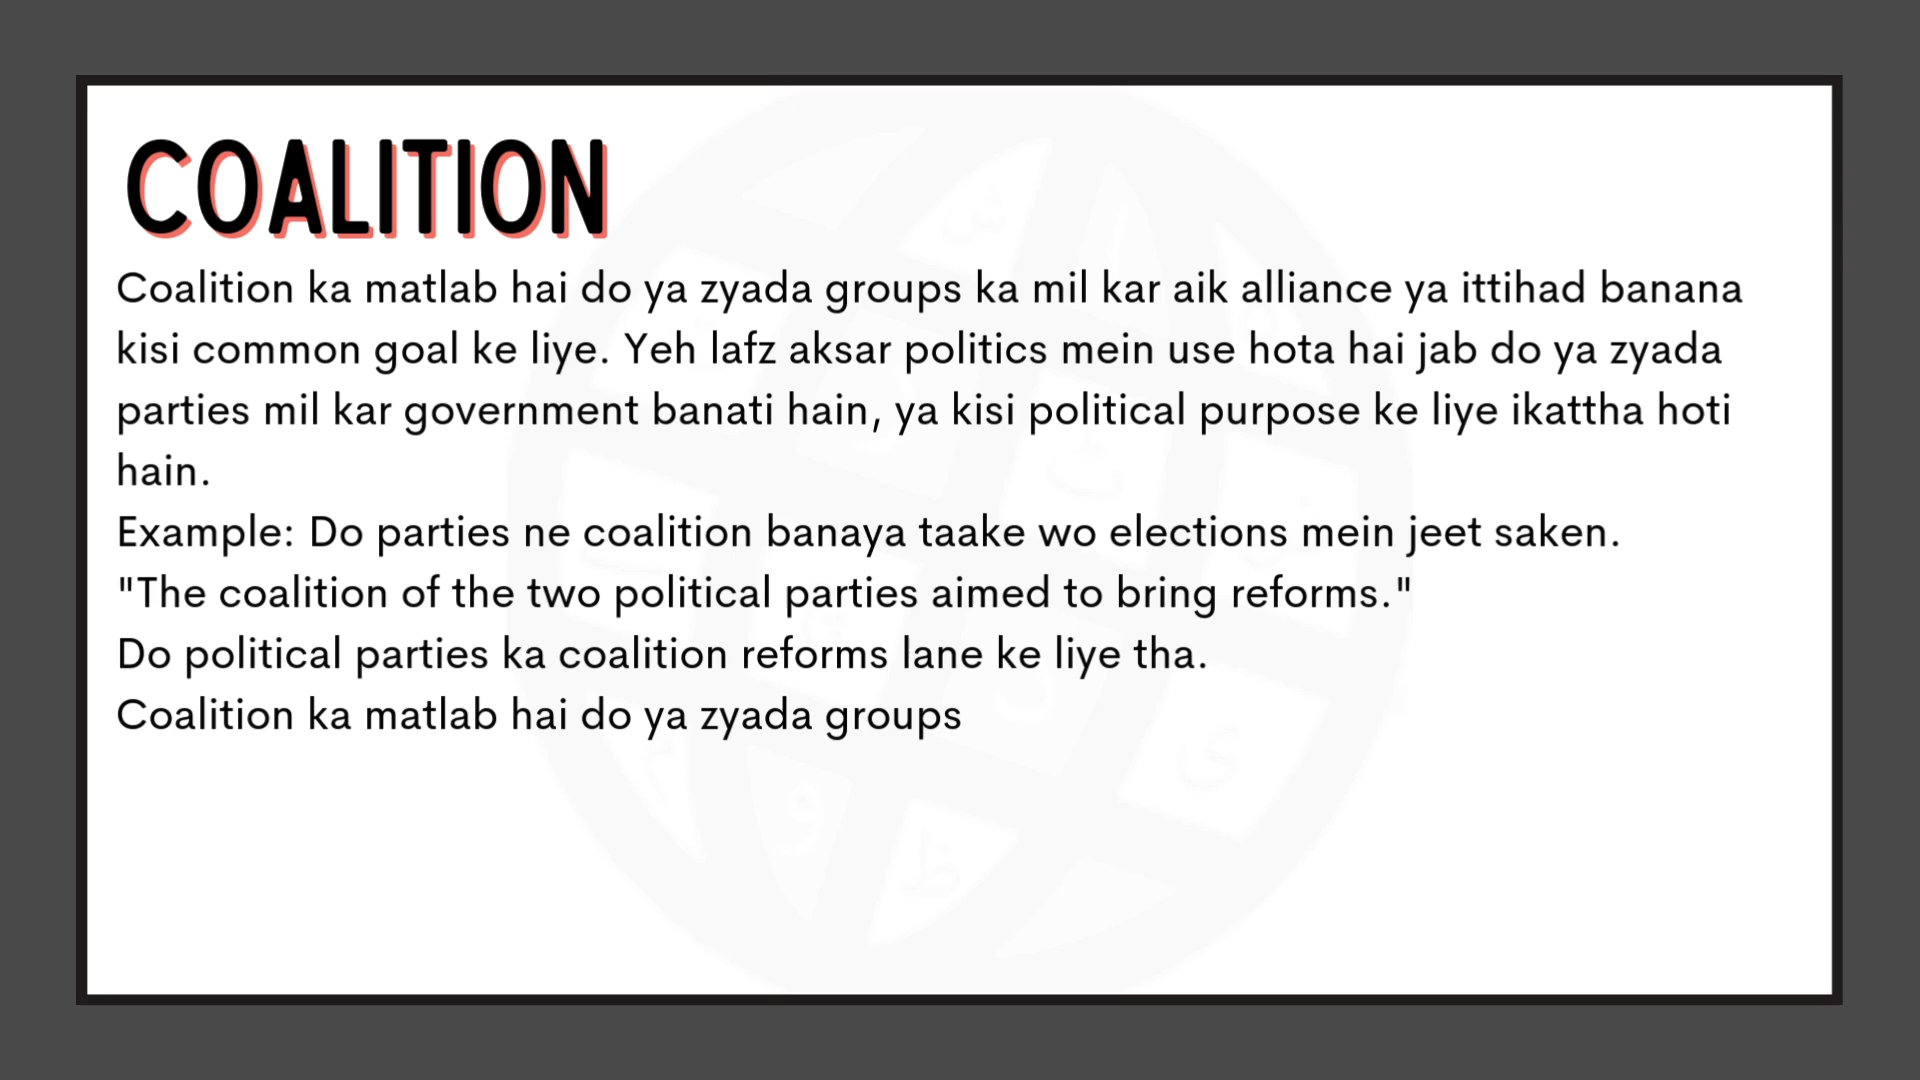 COALITION
Coalition ka matlab hai do ya zyada groups ka mil kar aik alliance ya ittihad banana
kisi common goal ke liye. Yeh lafz aksar politics mein use hota hai jab do ya zyada
parties mil kar government banati hain, ya kisi political purpose ke liye ikattha hoti
hain.
Example: Do parties ne coalition banaya taake wo elections mein jeet saken.
"The coalition of the two political parties aimed to bring reforms."
Do political parties ka coalition reforms lane ke liye tha.
Coalition ka matlab hai do ya zyada groups